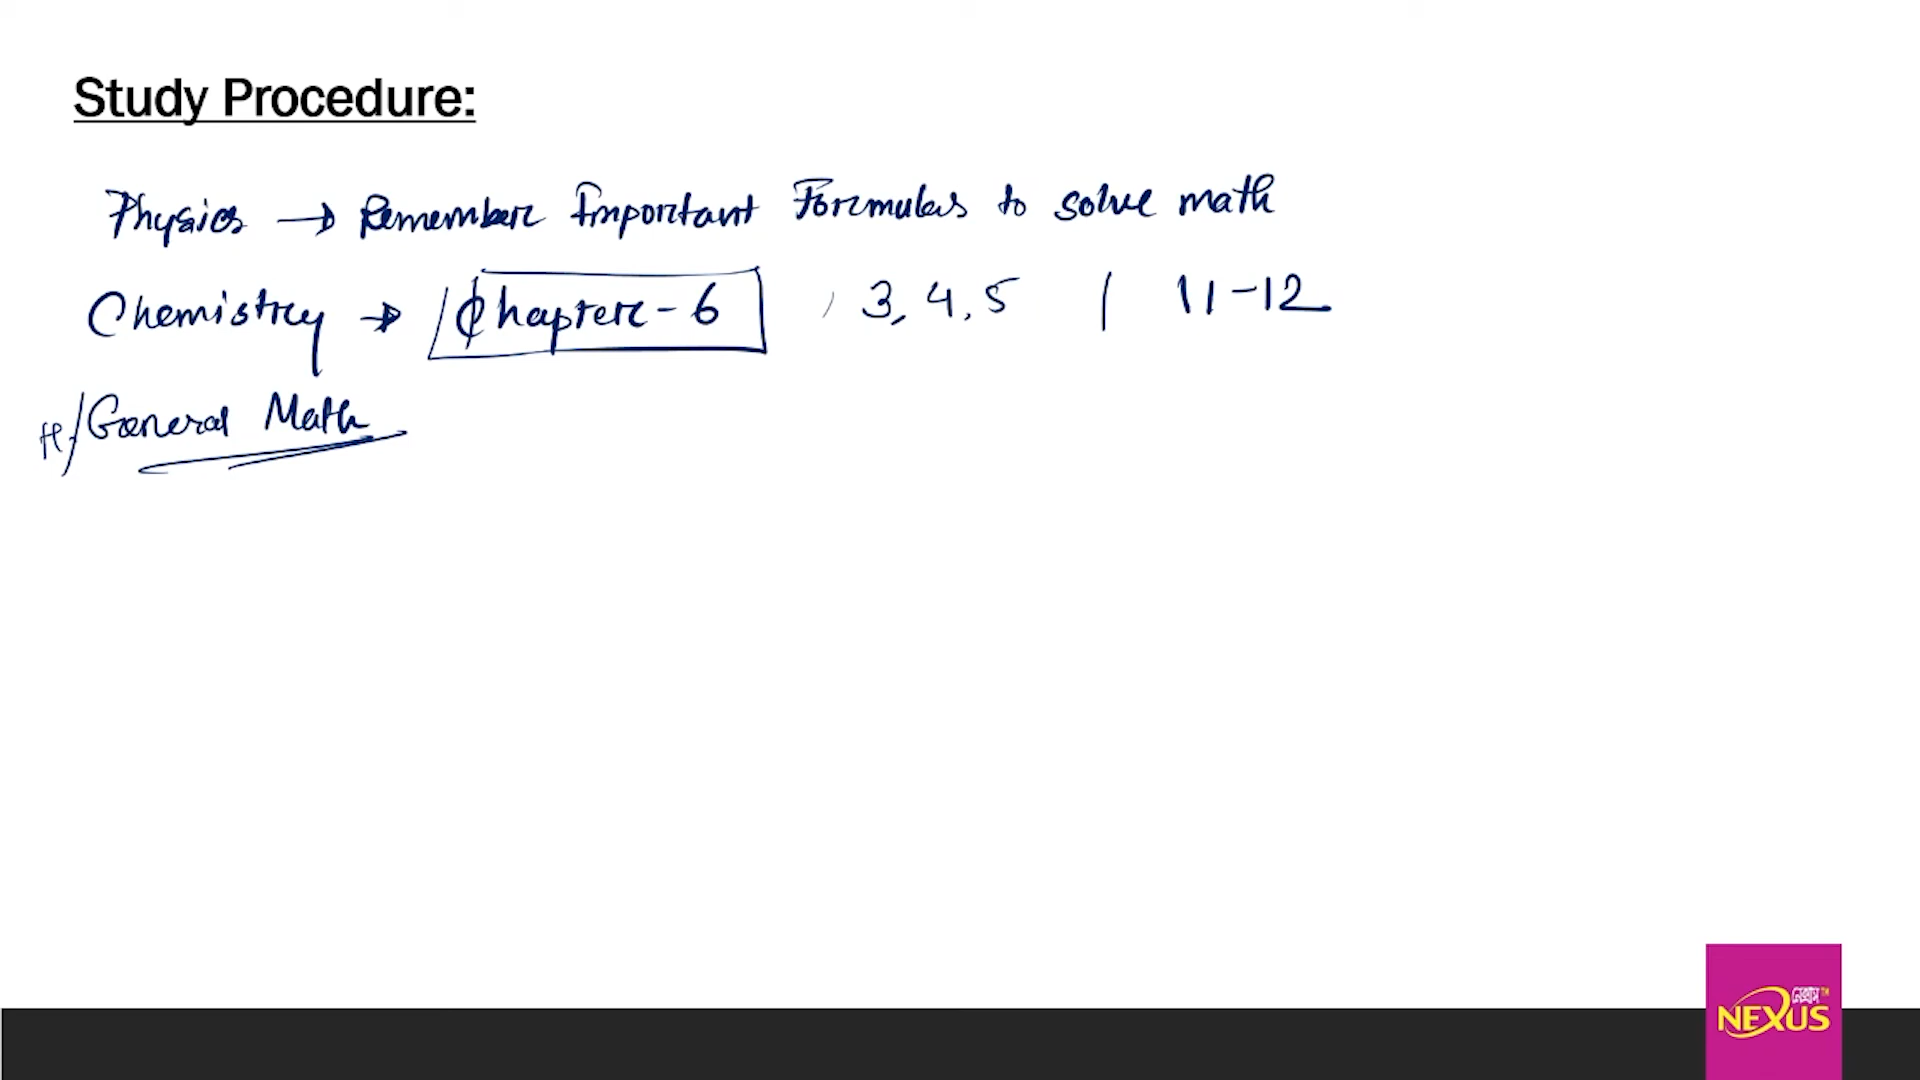 Study Procedure:
Physics → Remember Important Formulas to solve math
Chemistry → Chapter-6 , 3, 4, 5 | 11-12
H./General Math
নেক্সাস™
NEXUS